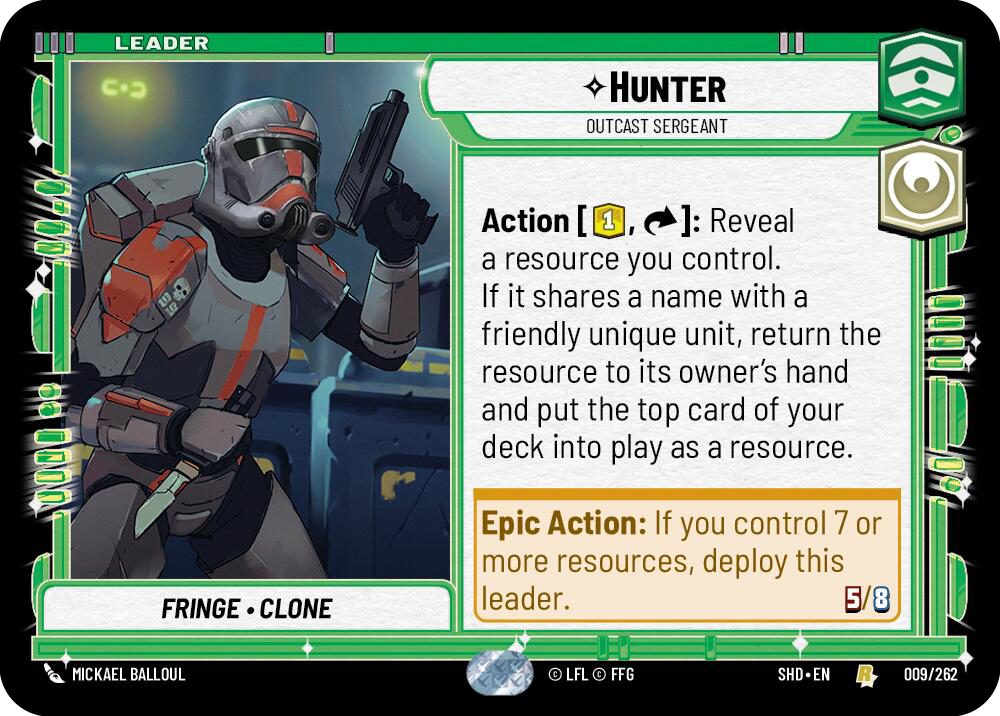 LEADER
HUNTER
OUTCAST SERGEANT
Action [1, ]: Reveal
a resource you control.
If it shares a name with a
friendly unique unit, return the
resource to its owner's hand
and put the top card of your
deck into play as a resource.
Epic Action: If you control 7 or
more resources, deploy this
leader. 5/8
FRINGE • CLONE
MICKAEL BALLOUL
© LFL © FFG
SHD•EN
R
009/262